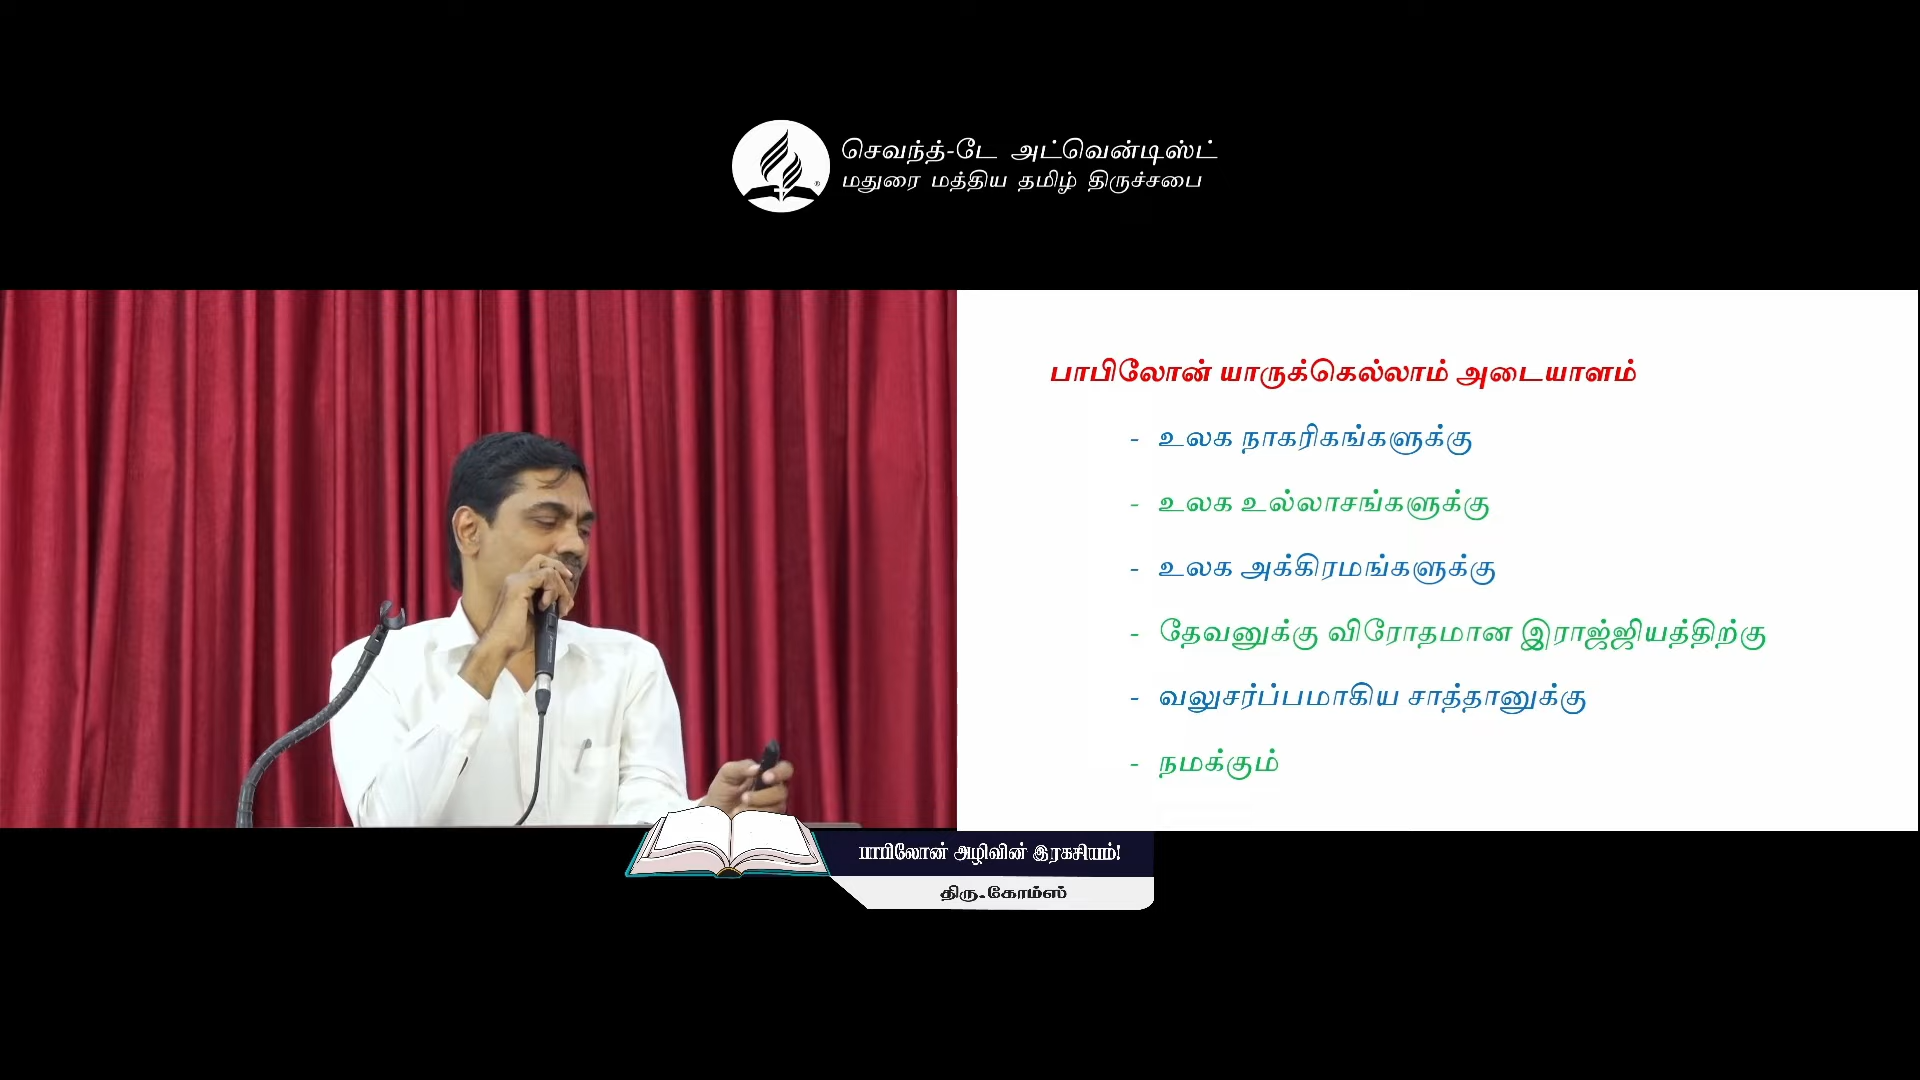 செவந்த்-டே அட்வென்டிஸ்ட்
மதுரை மத்திய தமிழ் திருச்சபை
பாபிலோன் யாருக்கெல்லாம் அடையாளம்
- உலக நாகரிகங்களுக்கு
- உலக உல்லாசங்களுக்கு
- உலக அக்கிரமங்களுக்கு
- தேவனுக்கு விரோதமான இராஜ்ஜியத்திற்கு
- வலுசர்ப்பமாகிய சாத்தானுக்கு
- நமக்கும்
பாபிலோன் அழிவின் இரகசியம்!
திரு.கோம்ஸ்